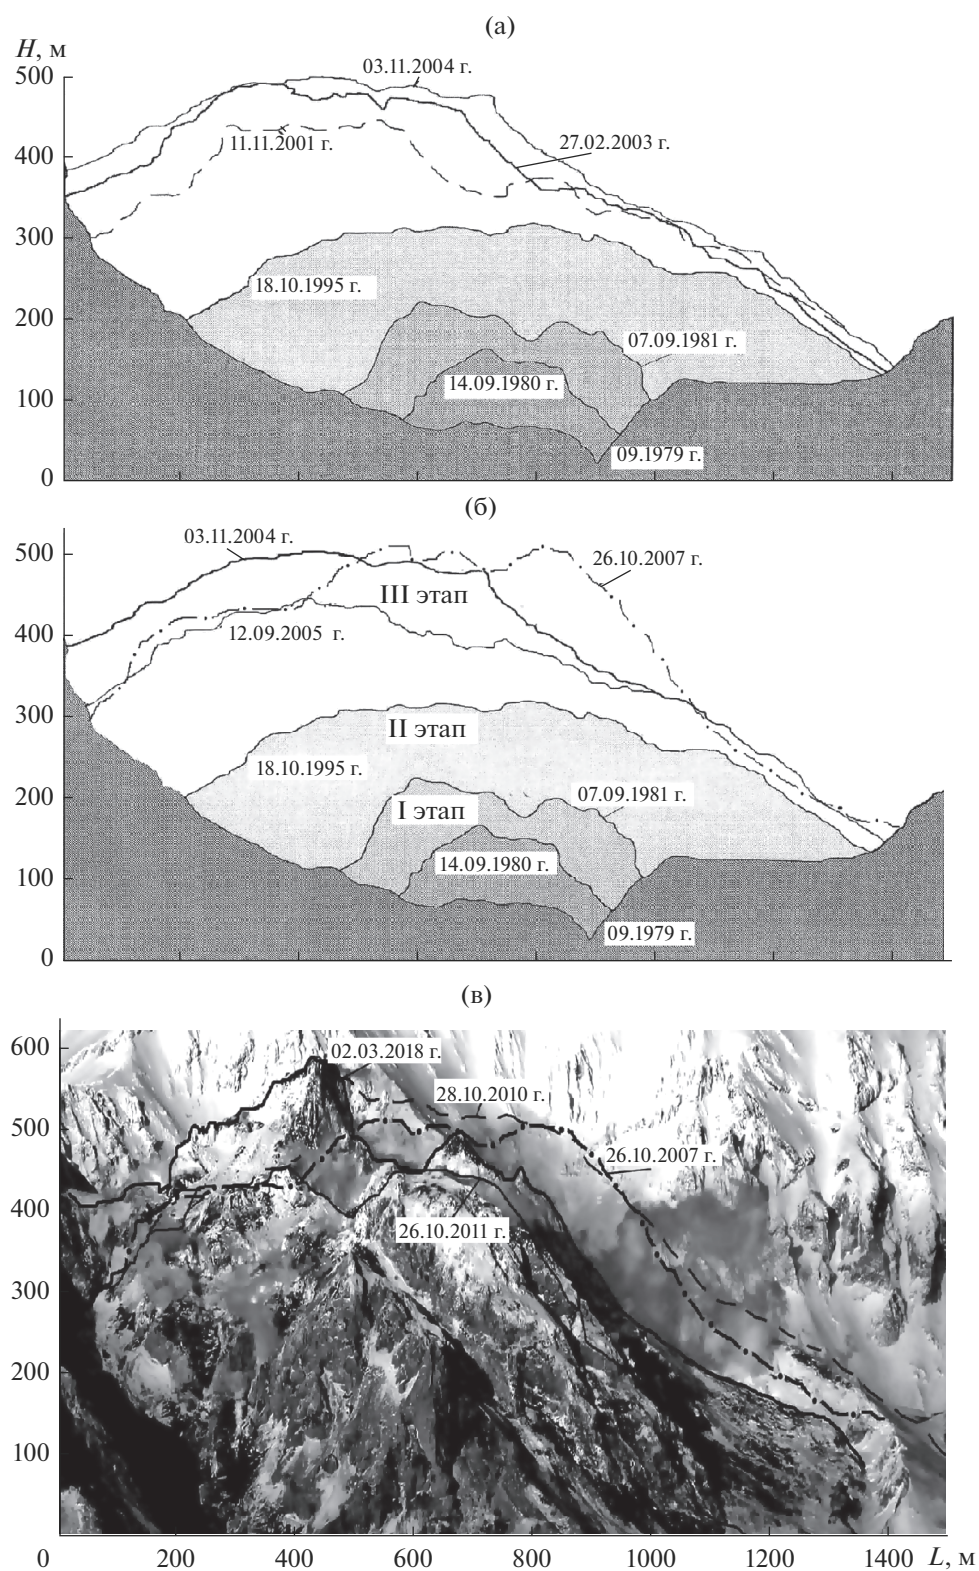 (а)
H, м
500
03.11.2004 г.
11.11.2001 г.
27.02.2003 г.
400
300
18.10.1995 г.
200
07.09.1981 г.
14.09.1980 г.
100
09.1979 г.
0
(б)
03.11.2004 г.
500
26.10.2007 г.
III этап
12.09.2005 г.
400
300
II этап
18.10.1995 г.
200
07.09.1981 г.
I этап
14.09.1980 г.
100
09.1979 г.
0
(в)
600
02.03.2018 г.
28.10.2010 г.
500
26.10.2007 г.
400
26.10.2011 г.
300
200
100
0 200 400 600 800 1000 1200 1400 L, м